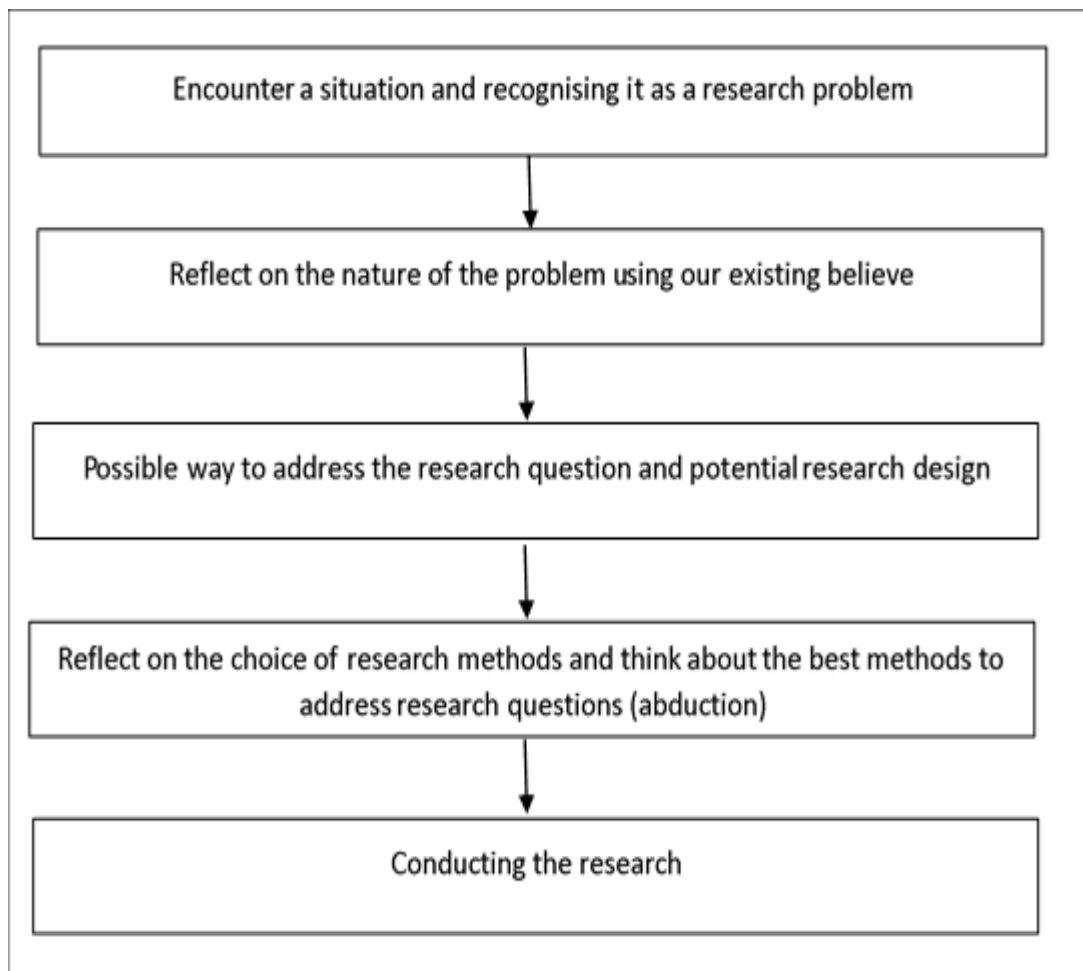 Encounter a situation and recognising it as a research problem
Reflect on the nature of the problem using our existing believe
Possible way to address the research question and potential research design
Reflect on the choice of research methods and think about the best methods to
address research questions (abduction)
Conducting the research